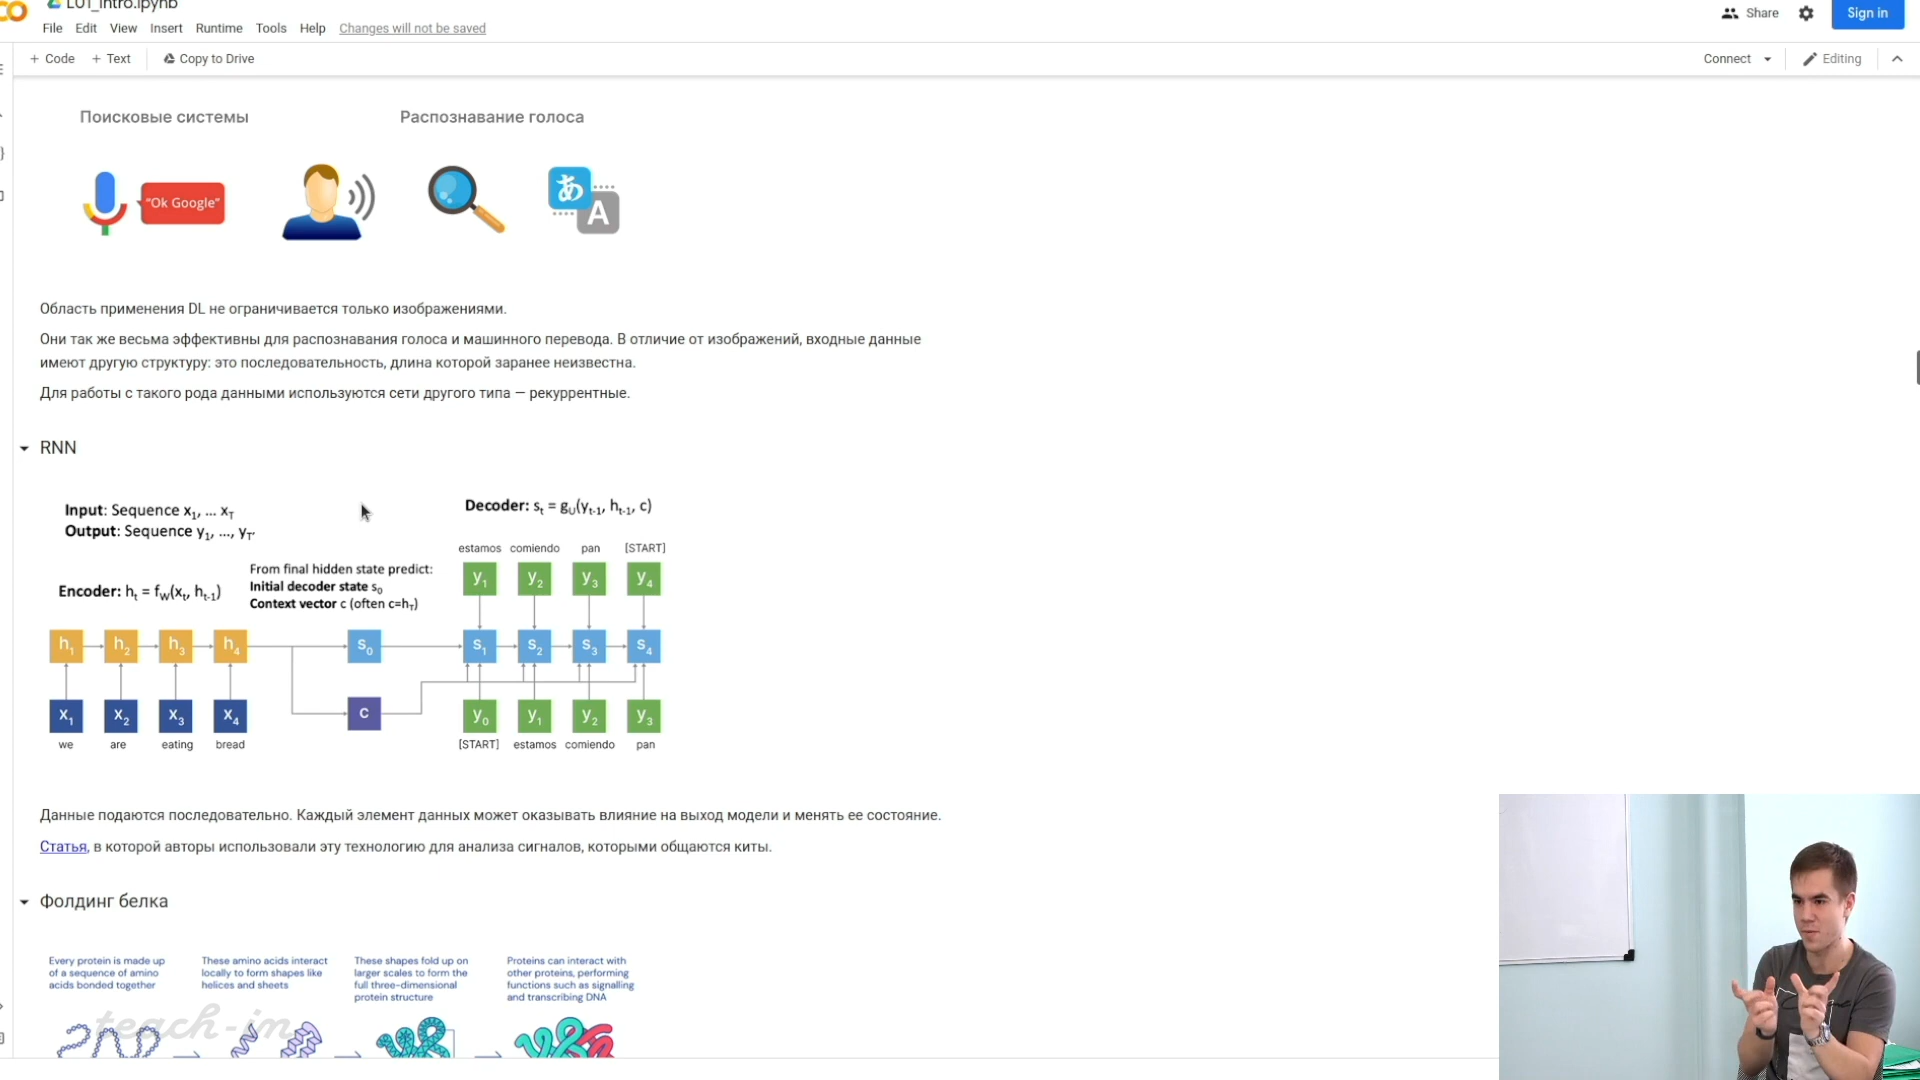 L01_Intro.ipynb
File Edit View Insert Runtime Tools Help Changes will not be saved
Share
Sign in
+ Code + Text Copy to Drive
Connect
Editing
Поисковые системы
Распознавание голоса
"Ok Google"
あ
A
Область применения DL не ограничивается только изображениями.
Они так же весьма эффективны для распознавания голоса и машинного перевода. В отличие от изображений, входные данные
имеют другую структуру: это последовательность, длина которой заранее неизвестна.
Для работы с такого рода данными используются сети другого типа — рекуррентные.
RNN
Input: Sequence x1, ... xT
Output: Sequence y1, ..., yT'
Decoder: st = gU(yt-1, ht-1, c)
estamos comiendo pan [START]
From final hidden state predict:
Initial decoder state s0
Context vector c (often c=hT)
Encoder: ht = fW(xt, ht-1)
y1 y2 y3 y4
h1 h2 h3 h4 s0 s1 s2 s3 s4
x1 x2 x3 x4 c y0 y1 y2 y3
we are eating bread [START] estamos comiendo pan
Данные подаются последовательно. Каждый элемент данных может оказывать влияние на выход модели и менять ее состояние.
Статья, в которой авторы использовали эту технологию для анализа сигналов, которыми общаются киты.
Фолдинг белка
Every protein is made up
of a sequence of amino
acids bonded together
These amino acids interact
locally to form shapes like
helices and sheets
These shapes fold up on
larger scales to form the
full three-dimensional
protein structure
Proteins can interact with
other proteins, performing
functions such as signalling
and transcribing DNA
teach-in